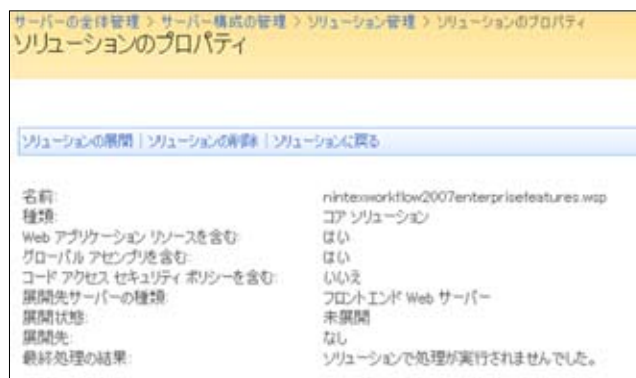 サーバーの全体管理 > サーバー構成の管理 > ソリューション管理 > ソリューションのプロパティ
ソリューションのプロパティ
ソリューションの展開 | ソリューションの削除 | ソリューションに戻る
名前: nintexworkflow2007enterprisefeatures.wsp
種類: コア ソリューション
Web アプリケーション リソースを含む: はい
グローバル アセンブリを含む: はい
コード アクセス セキュリティ ポリシーを含む: いいえ
展開先サーバーの種類: フロントエンド Web サーバー
展開状態: 未展開
展開先: なし
最終処理の結果: ソリューションで処理が実行されませんでした。